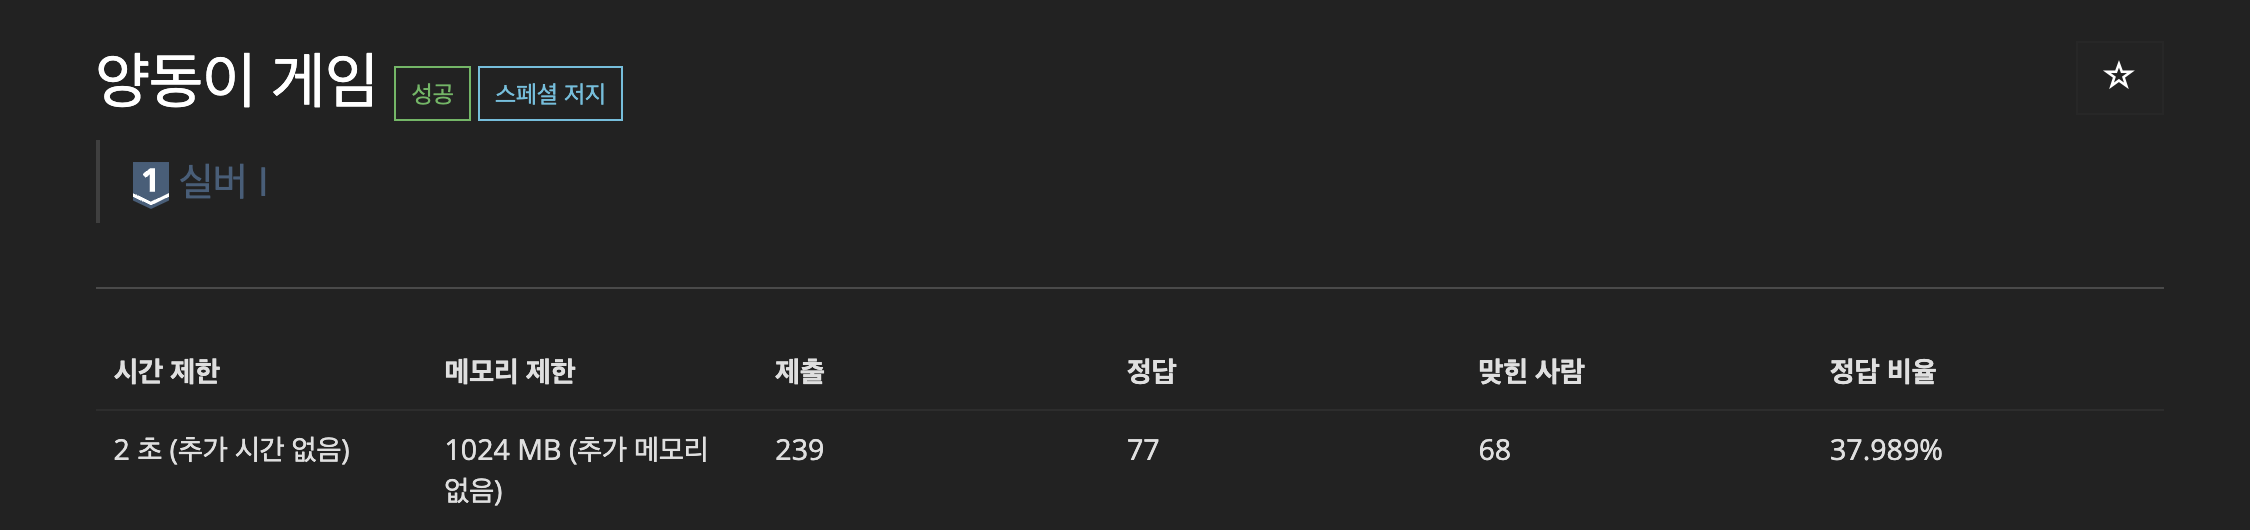 양동이 게임 성공 스페셜 저지
1 실버 I
시간 제한 메모리 제한 제출 정답 맞힌 사람 정답 비율
2 초 (추가 시간 없음) 1024 MB (추가 메모리 239 77 68 37.989%
없음)